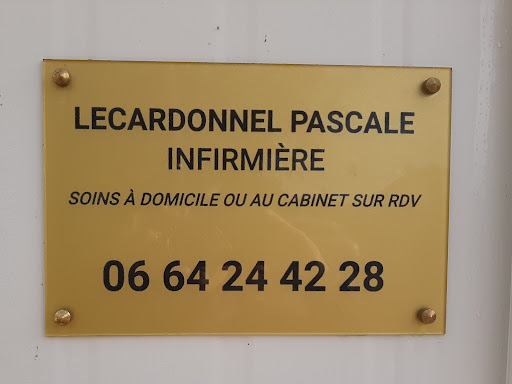 LECARDONNEL PASCALE
INFIRMIÈRE
SOINS À DOMICILE OU AU CABINET SUR RDV
06 64 24 42 28